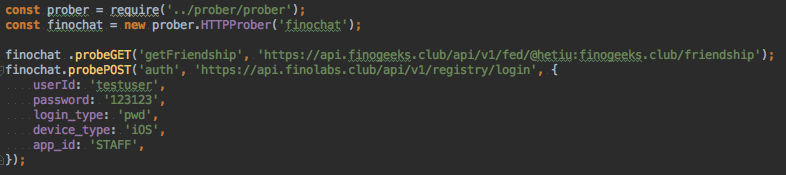 const prober = require('../prober/prober');
const finochat = new prober.HTTPProber('finochat');
finochat .probeGET('getFriendship', 'https://api.finogeeks.club/api/v1/fed/@hetiu:finogeeks.club/friendship');
finochat.probePOST('auth', 'https://api.finolabs.club/api/v1/registry/login', {
userId: 'testuser',
password: '123123',
login_type: 'pwd',
device_type: 'iOS',
app_id: 'STAFF',
});